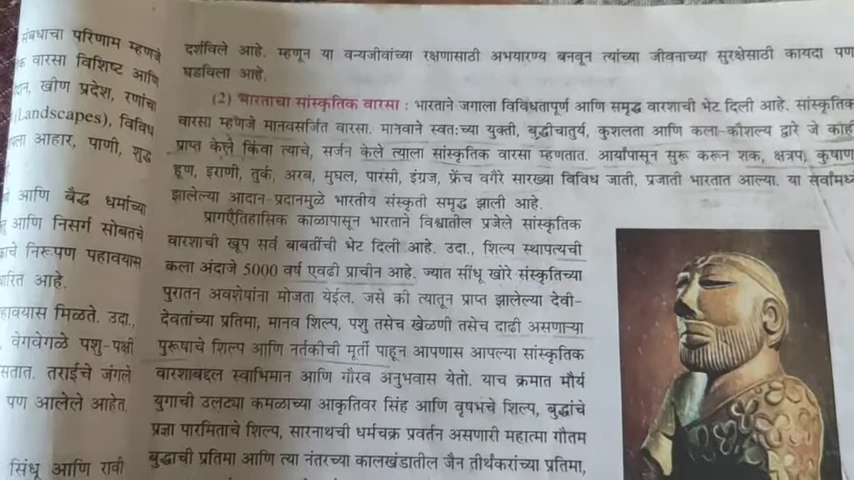 संबंधाचा परिणाम म्हणजे
क वारसा विशिष्ट आणि
खीण प्रदेश, रणांचा
(Landscapes), विविध
आहार, पाणी, शुद्ध
आणि बैद्ध धर्माच्या
आणि निसर्ग सोबतचे
निरूपण पहावयास
आहे.
मिळते. उदा.,
वेगवेगळे पशु-पक्षी
तराईचे जंगले
पण आलेले आहेत.
सिंधू आणि रावी
दर्शविले आहे. म्हणून या वन्यजीवांच्या रक्षणासाठी अभयारण्य बनवून त्यांच्या जीवनाच्या सुरक्षेसाठी कायदा पण
घडविला आहे.
(2) भारताचा सांस्कृतिक वारसा : भारताने जगाला विविधतापूर्ण आणि समृद्ध वारशाची भेट दिली आहे. सांस्कृतिक
वारसा म्हणजे मानवसर्जित वारसा. मानवाने स्वतःच्या युक्ती, बुद्धीचातुर्य, कुशलता आणि कला-कौशल्य द्वारे जे काही
प्राप्त केले किंवा त्याचे, सर्जन केले त्याला सांस्कृतिक वारसा म्हणतात. आर्यांपासून सुरू करून शक, क्षत्रप, कुषाण
हूण, इराणी, तुर्क, अरब, मुघल, पारसी, इंग्रज, फ्रेंच वगैरे सारख्या विविध जाती, प्रजाती भारतात आल्या. या सर्वांमध्ये
झालेल्या आदान-प्रदानमुळे भारतीय संस्कृती समृद्ध झाली आहे.
प्रागऐतिहासिक काळापासून भारताने विश्वातील प्रजेले सांस्कृतिक
वारशाची खूप सर्व बाबतींची भेट दिली आहे. उदा., शिल्प स्थापत्यची
कला अंदाजे 5000 वर्ष एवढी प्राचीन आहे. ज्यात सींधू खोरे संस्कृतिच्या
पुरातन अवशेषांना मोजता येईल. जसे की त्यातून प्राप्त झालेल्या देवी-
देवतांच्या प्रतिमा, मानव शिल्प, पशु तसेच खेळणी तसेच दाढी असणाऱ्या
पुरूषाचे शिल्प आणि नर्तकीची मूर्ती पाहून आपणास आपल्या सांस्कृतिक
वारशाबद्दल स्वाभिमान आणि गौरव अनुभवास येतो. याच क्रमात मौर्य
युगाची उलट्या कमळाच्या आकृतिवर सिंह आणि वृषभचे शिल्प, बुद्धांचे
प्रज्ञा पारमिताचे शिल्प, सारनाथची धर्मचक्र प्रवर्तन असणारी महात्मा गौतम
बुद्धाची प्रतिमा आणि त्या नंतरच्या कालखंडातील जैन तीर्थंकरांच्या प्रतिमा,